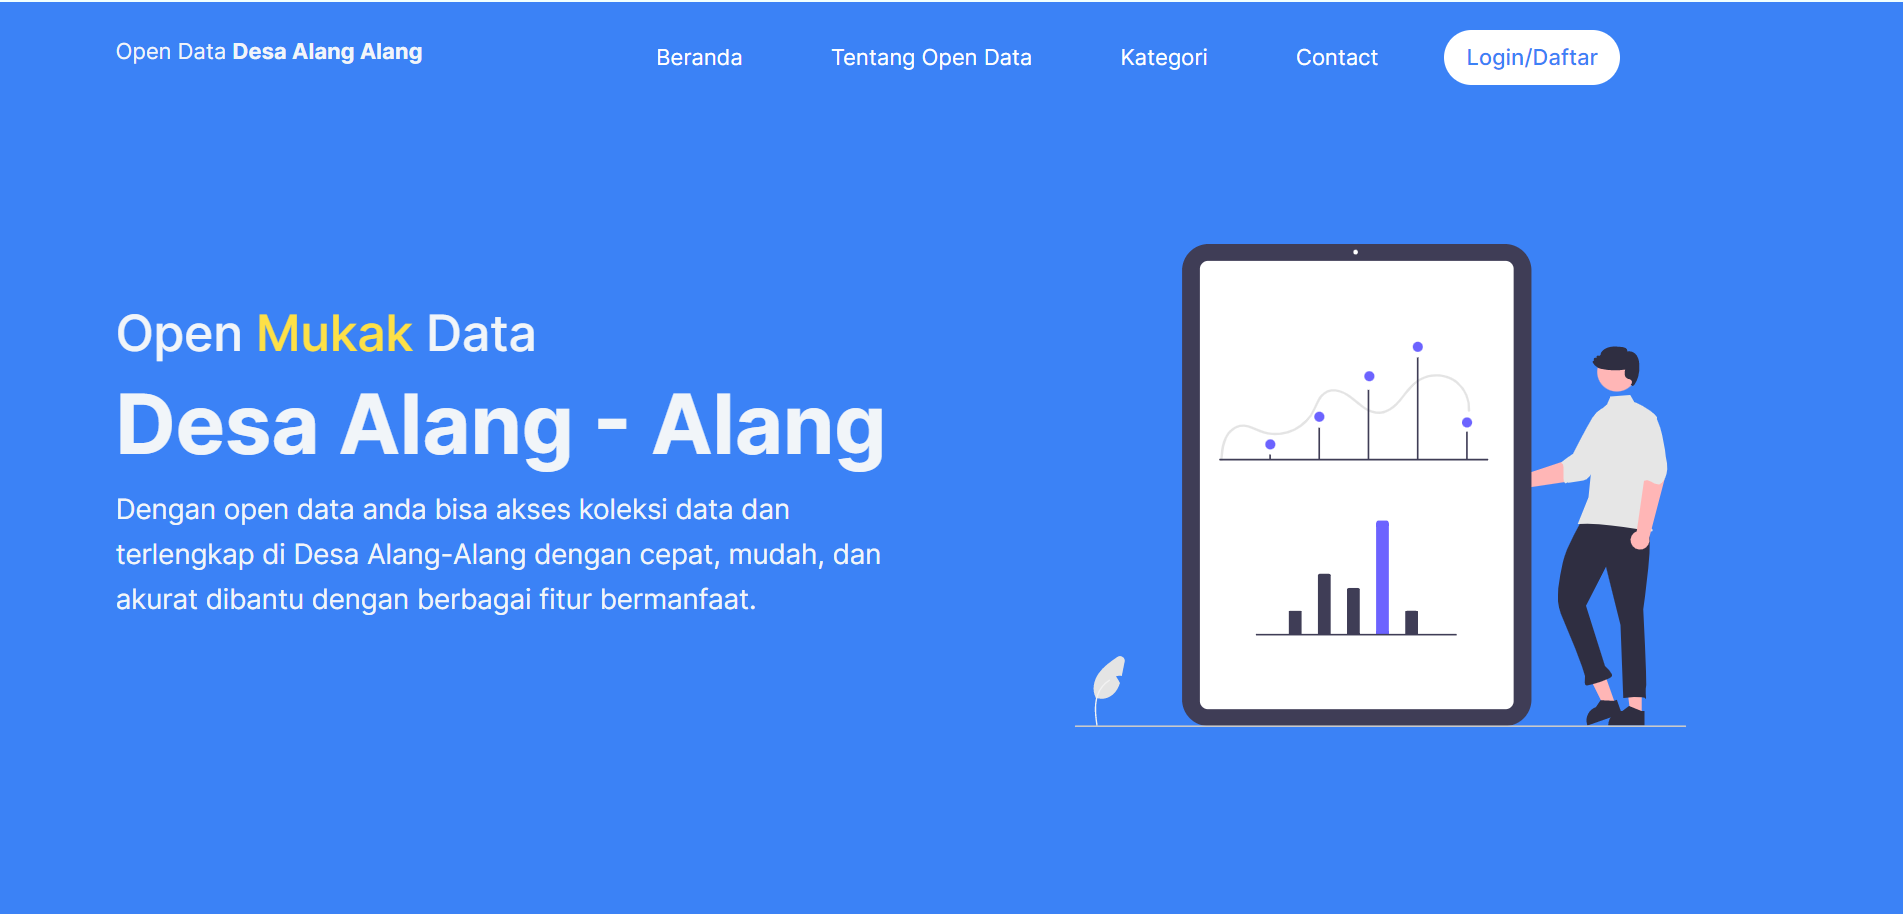 Open Data Desa Alang Alang
Beranda
Tentang Open Data
Kategori
Contact
Login/Daftar
Open Mukak Data
Desa Alang - Alang
Dengan open data anda bisa akses koleksi data dan
terlengkap di Desa Alang-Alang dengan cepat, mudah, dan
akurat dibantu dengan berbagai fitur bermanfaat.